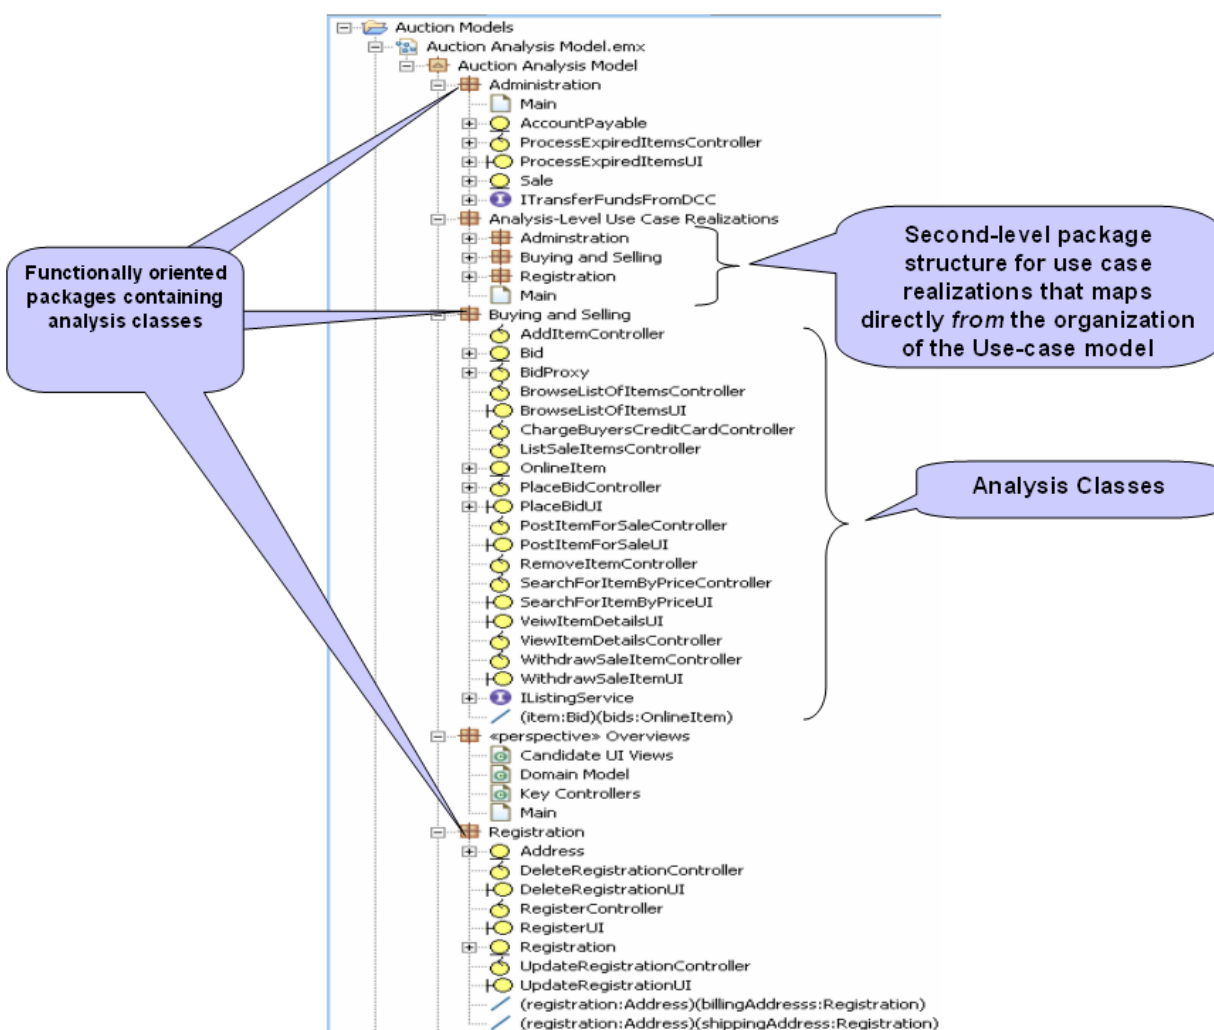 Auction Models
Auction Analysis Model.emx
Auction Analysis Model
Administration
Main
AccountPayable
ProcessExpiredItemsController
ProcessExpiredItemsUI
Sale
ITransferFundsFromDCC
Analysis-Level Use Case Realizations
Adminstration
Buying and Selling
Registration
Main
Buying and Selling
AddItemController
Bid
BidProxy
BrowseListOfItemsController
BrowseListOfItemsUI
ChargeBuyersCreditCardController
ListSaleItemsController
OnlineItem
PlaceBidController
PlaceBidUI
PostItemForSaleController
PostItemForSaleUI
RemoveItemController
SearchForItemByPriceController
SearchForItemByPriceUI
VeiwItemDetailsUI
ViewItemDetailsController
WithdrawSaleItemController
WithdrawSaleItemUI
IListingService
(item:Bid)(bids:OnlineItem)
«perspective» Overviews
Candidate UI Views
Domain Model
Key Controllers
Main
Registration
Address
DeleteRegistrationController
DeleteRegistrationUI
RegisterController
RegisterUI
Registration
UpdateRegistrationController
UpdateRegistrationUI
(registration:Address)(billingAddresss:Registration)
(registration:Address)(shippingAddress:Registration)
Functionally oriented
packages containing
analysis classes
Second-level package
structure for use case
realizations that maps
directly from the organization
of the Use-case model
Analysis Classes